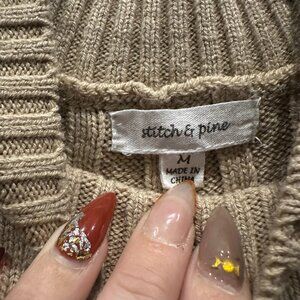 stitch & pine
M
MADE IN
CHINA